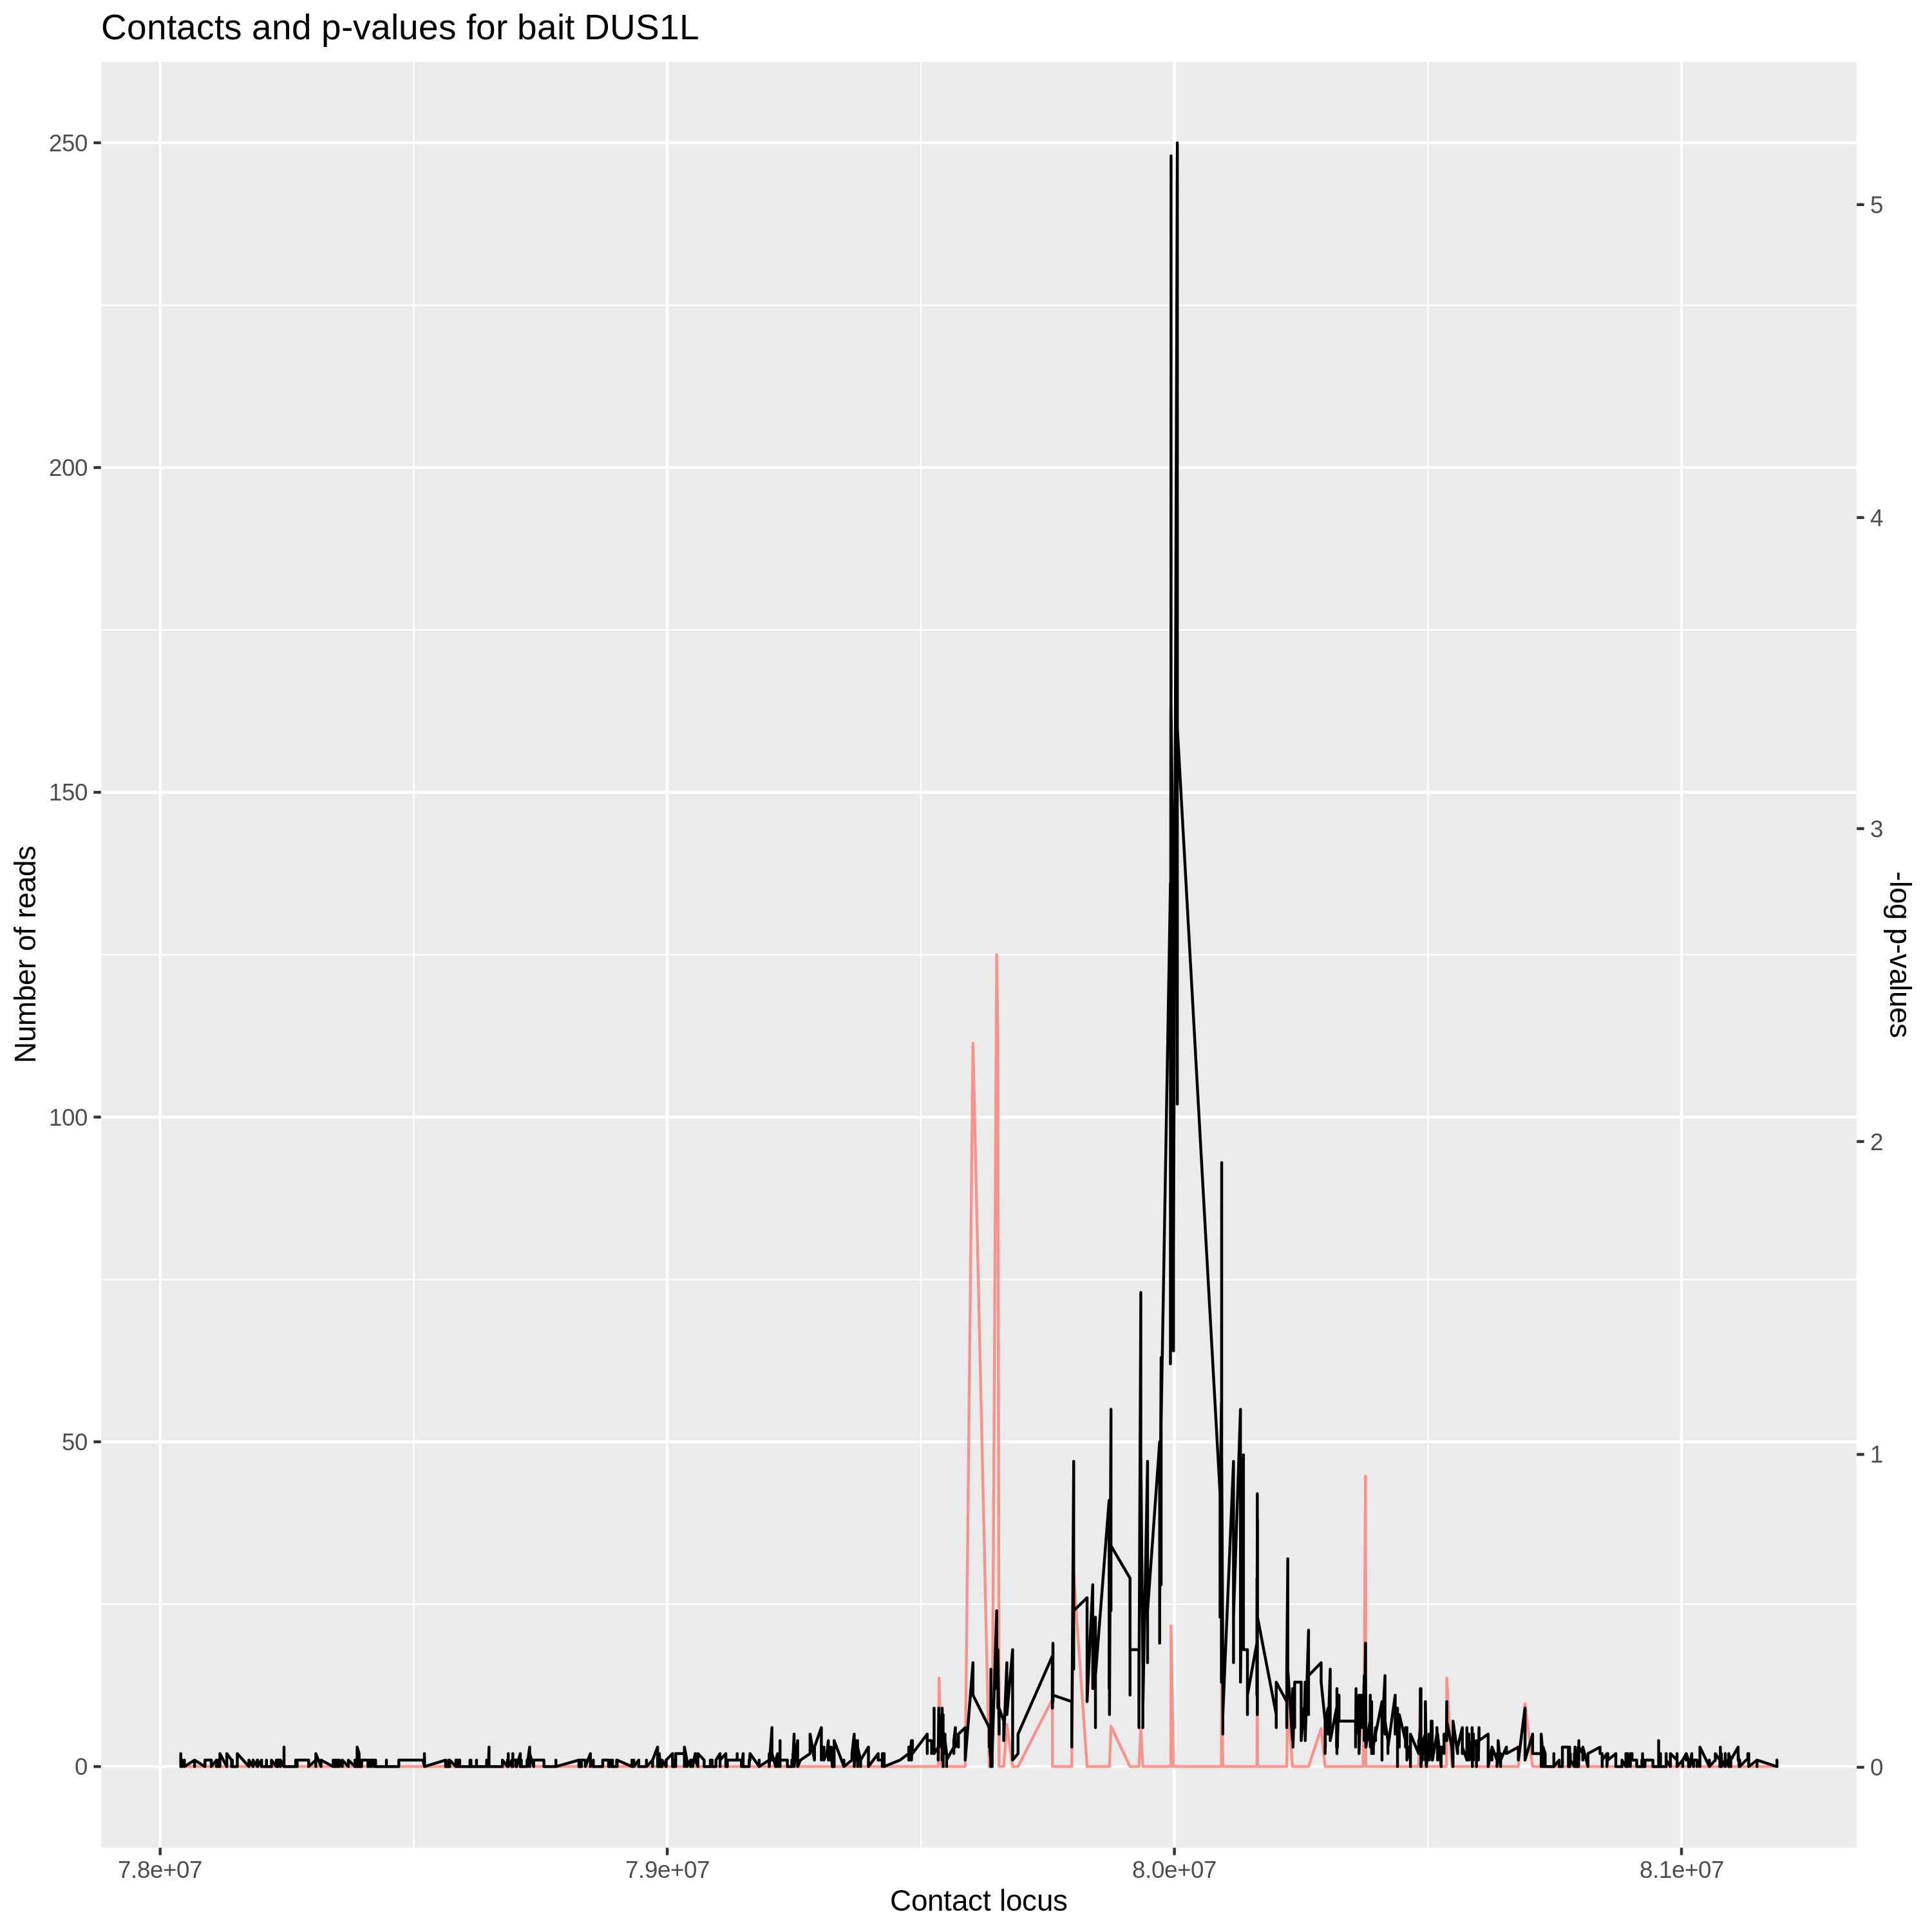 Contacts and p-values for bait DUS1L
250
200
150
100
50
0
Number of reads
5
4
3
2
1
0
-log p-values
7.8e+07
7.9e+07
8.0e+07
8.1e+07
Contact locus